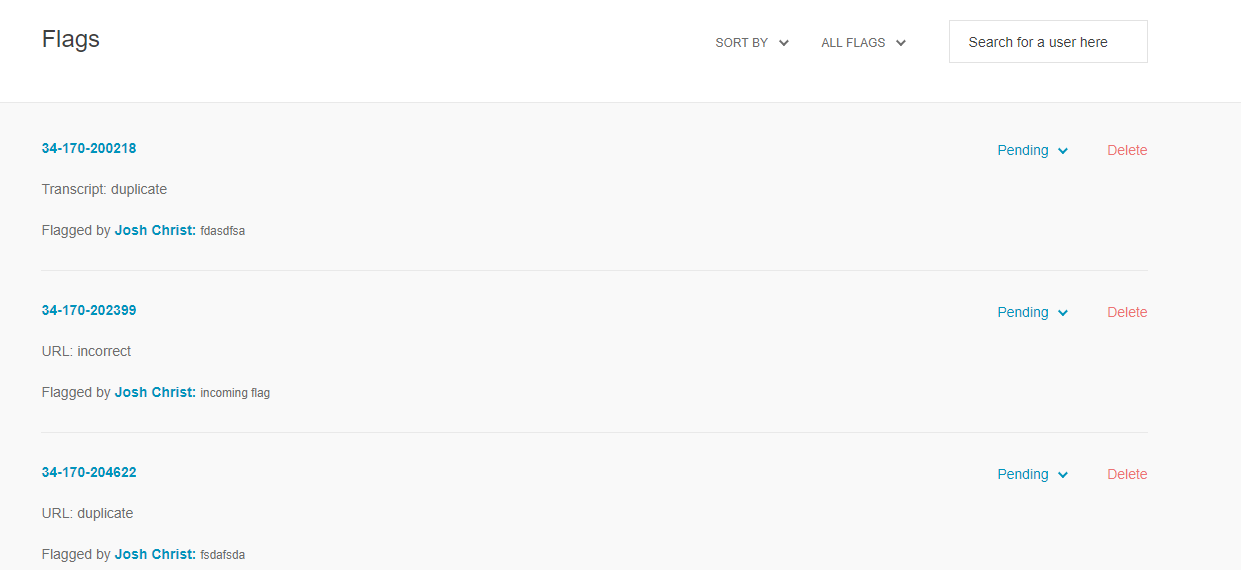 Flags
SORT BY
ALL FLAGS
Search for a user here
34-170-200218
Pending
Delete
Transcript: duplicate
Flagged by Josh Christ: fdasdfsa
34-170-202399
Pending
Delete
URL: incorrect
Flagged by Josh Christ: incoming flag
34-170-204622
Pending
Delete
URL: duplicate
Flagged by Josh Christ: fsdafsda